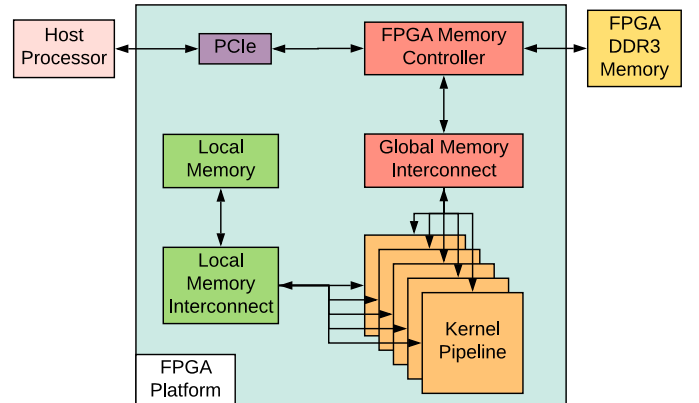 Host
Processor
PCIe
FPGA Memory
Controller
FPGA
DDR3
Memory
Local
Memory
Global Memory
Interconnect
Local
Memory
Interconnect
Kernel
Pipeline
FPGA
Platform